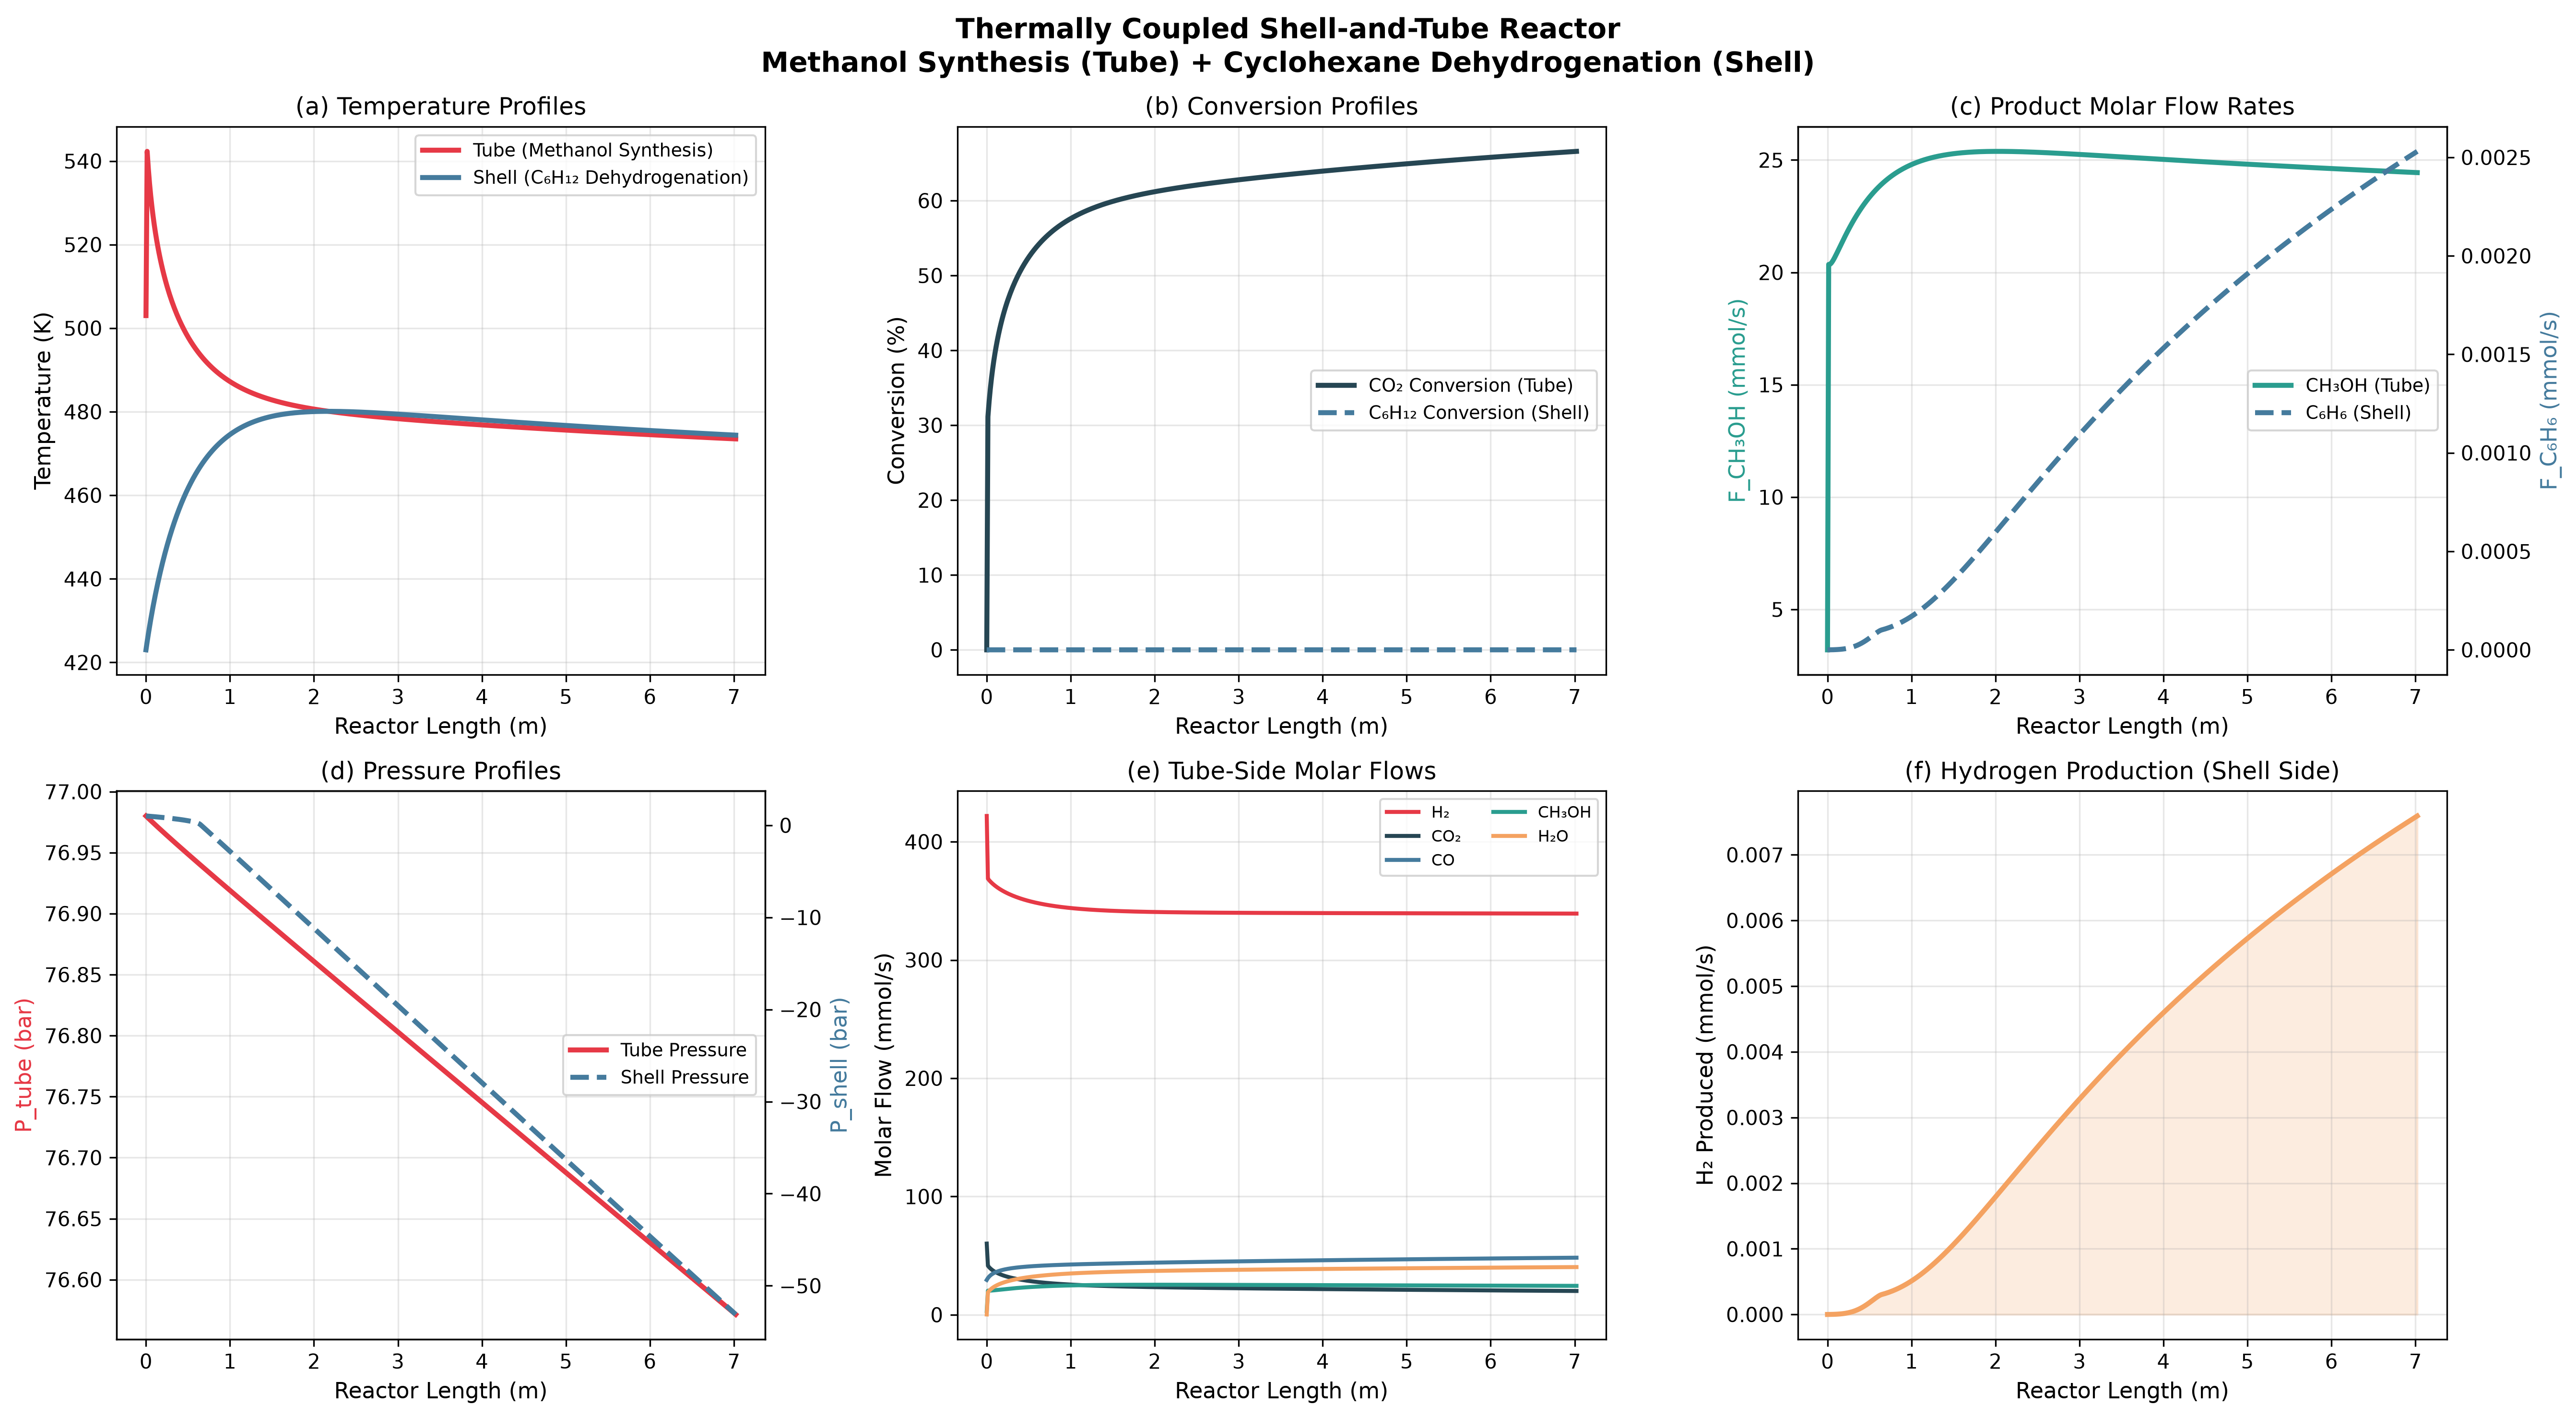 Thermally Coupled Shell-and-Tube Reactor
Methanol Synthesis (Tube) + Cyclohexane Dehydrogenation (Shell)
(a) Temperature Profiles
Tube (Methanol Synthesis)
Shell (C₆H₁₂ Dehydrogenation)
Temperature (K)
540
520
500
480
460
440
420
0 1 2 3 4 5 6 7
Reactor Length (m)
(b) Conversion Profiles
Conversion (%)
60
50
40
30
20
10
0
CO₂ Conversion (Tube)
C₆H₁₂ Conversion (Shell)
0 1 2 3 4 5 6 7
Reactor Length (m)
(c) Product Molar Flow Rates
F_CH₃OH (mmol/s)
25
20
15
10
5
CH₃OH (Tube)
C₆H₆ (Shell)
0.0025
0.0020
0.0015
0.0010
0.0005
0.0000
F_C₆H₆ (mmol/s)
0 1 2 3 4 5 6 7
Reactor Length (m)
(d) Pressure Profiles
P_tube (bar)
77.00
76.95
76.90
76.85
76.80
76.75
76.70
76.65
76.60
Tube Pressure
Shell Pressure
0
−10
−20
−30
−40
−50
P_shell (bar)
0 1 2 3 4 5 6 7
Reactor Length (m)
(e) Tube-Side Molar Flows
Molar Flow (mmol/s)
400
300
200
100
0
H₂
CO₂
CO
CH₃OH
H₂O
0 1 2 3 4 5 6 7
Reactor Length (m)
(f) Hydrogen Production (Shell Side)
H₂ Produced (mmol/s)
0.007
0.006
0.005
0.004
0.003
0.002
0.001
0.000
0 1 2 3 4 5 6 7
Reactor Length (m)